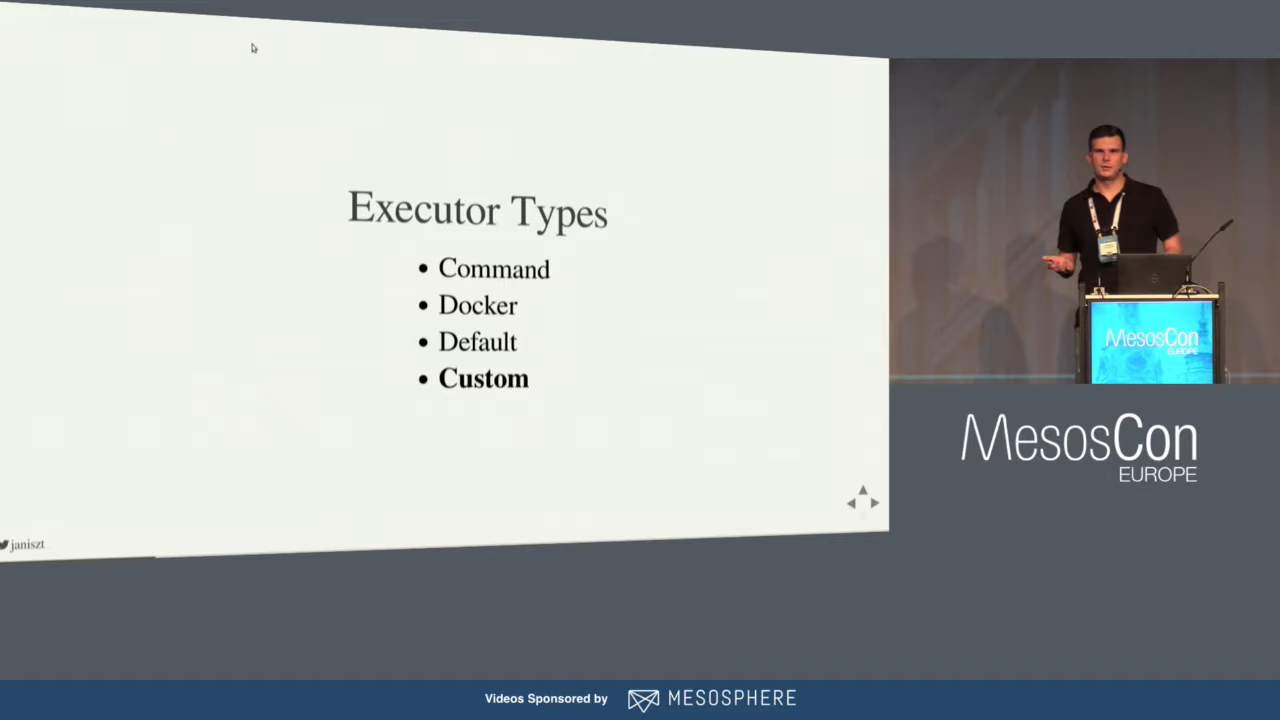 Executor Types
Command
Docker
Default
Custom
janiszt
MesosCon
EUROPE
MesosCon
EUROPE
Videos Sponsored by MESOSPHERE